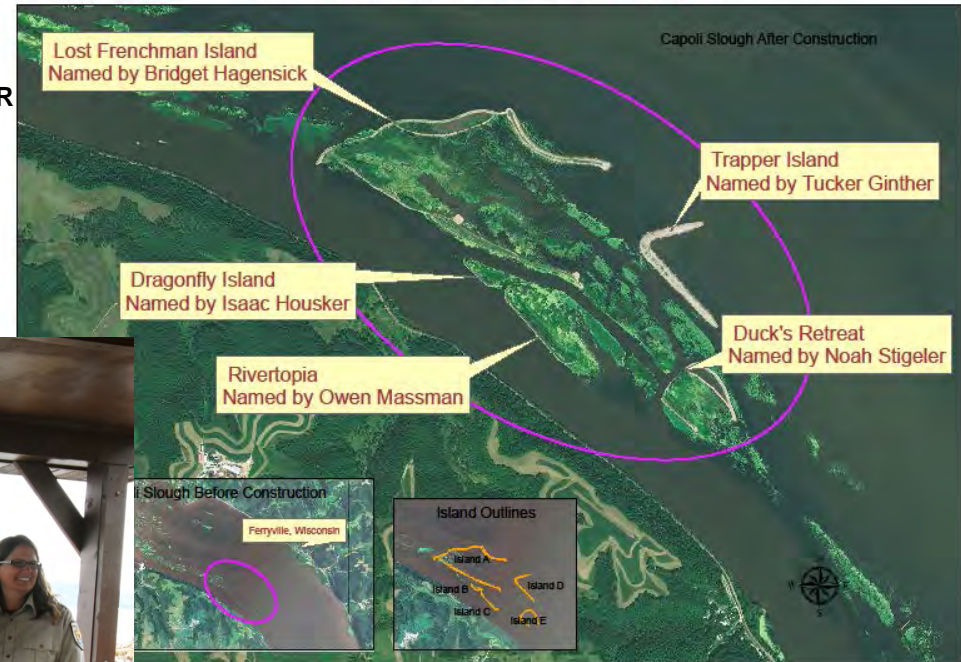 R
Capoli Slough After Construction
Lost Frenchman Island
Named by Bridget Hagensick
Trapper Island
Named by Tucker Ginther
Dragonfly Island
Named by Isaac Housker
Duck's Retreat
Named by Noah Stigeler
Rivertopia
Named by Owen Massman
li Slough Before Construction
Ferryville, Wisconsin
Island Outlines
Island A
Island B
Island D
Island C
Island E
W
E
S